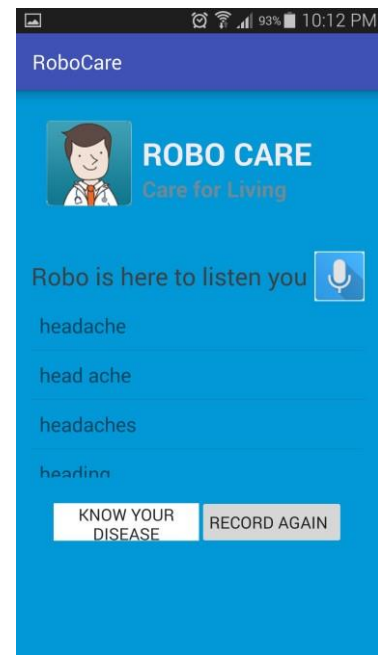 93% 10:12 PM
RoboCare
ROBO CARE
Care for Living
Robo is here to listen you
headache
head ache
headaches
heading
KNOW YOUR
DISEASE
RECORD AGAIN